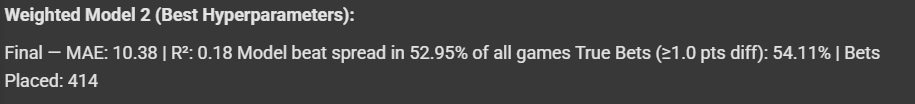 Weighted Model 2 (Best Hyperparameters):
Final — MAE: 10.38 | R²: 0.18 Model beat spread in 52.95% of all games True Bets (≥1.0 pts diff): 54.11% | Bets
Placed: 414